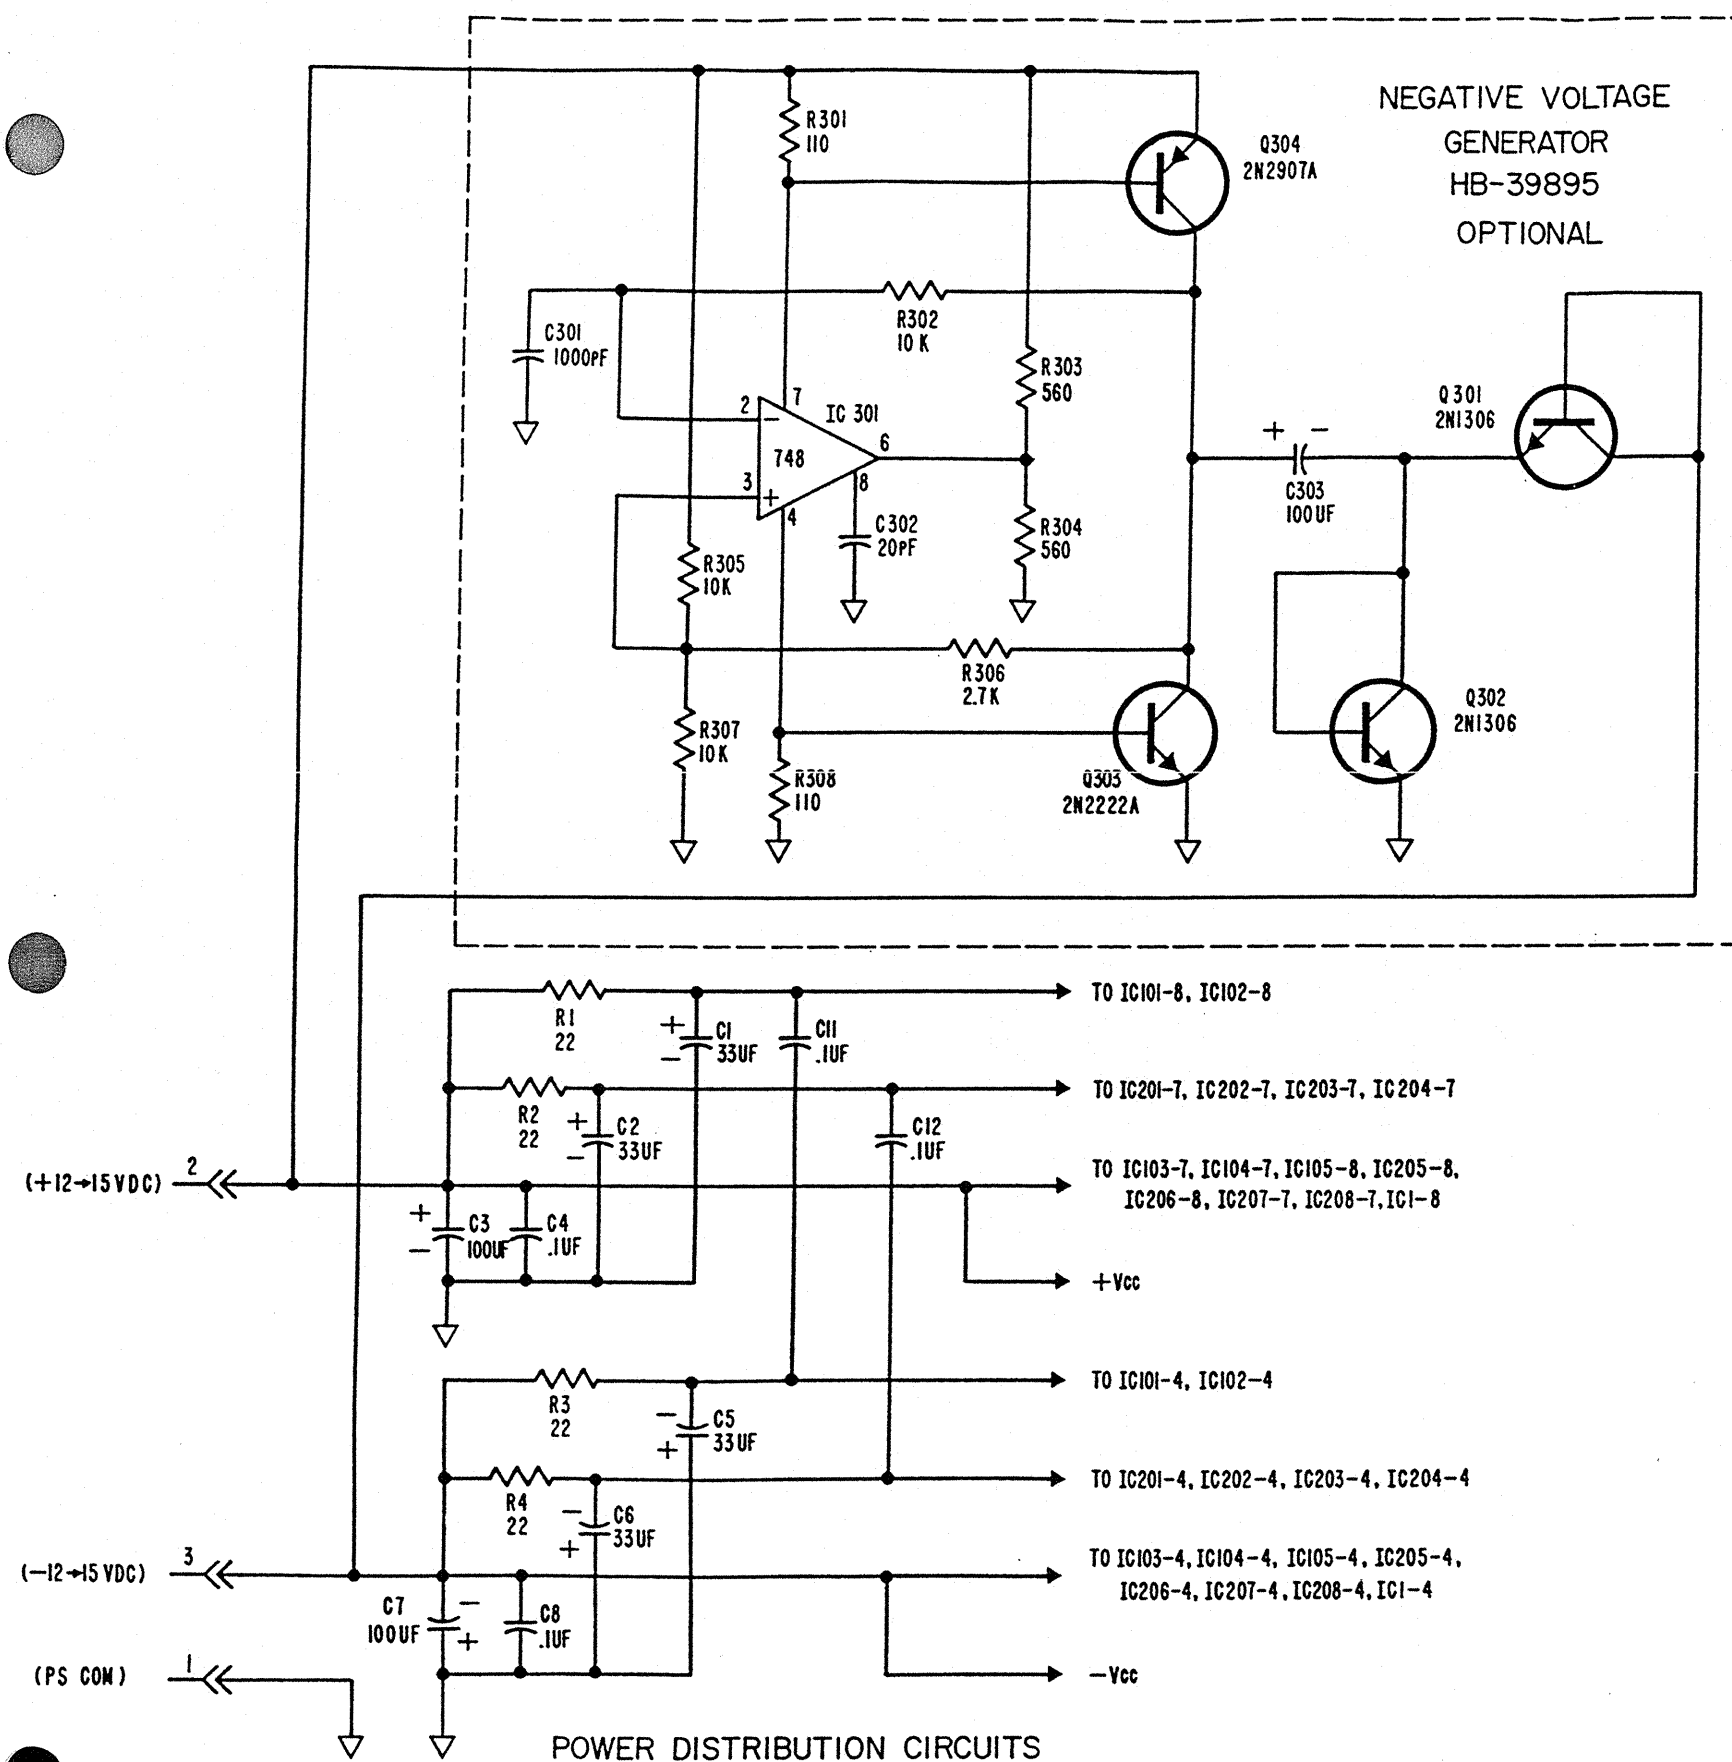 NEGATIVE VOLTAGE
GENERATOR
HB-39895
OPTIONAL
R301
110
Q304
2N2907A
C301
1000PF
R302
10K
R303
560
2
-
7
IC 301
748
6
3
+
8
4
C302
20PF
R304
560
R305
10K
R306
2.7K
R307
10K
R308
110
Q303
2N2222A
+ -
C303
100UF
Q301
2N1306
Q302
2N1306
R1
22
+
-
C1
33UF
C11
.1UF
TO IC101-8, IC102-8
R2
22
+
-
C2
33UF
C12
.1UF
TO IC201-7, IC202-7, IC203-7, IC204-7
(+12→15VDC) 2
+
-
C3
100UF
C4
.1UF
TO IC103-7, IC104-7, IC105-8, IC205-8,
IC206-8, IC207-7, IC208-7, IC1-8
+Vcc
R3
22
-
+
C5
33UF
TO IC101-4, IC102-4
R4
22
-
+
C6
33UF
TO IC201-4, IC202-4, IC203-4, IC204-4
(-12→15VDC) 3
C7
100UF
-
+
C8
.1UF
TO IC103-4, IC104-4, IC105-4, IC205-4,
IC206-4, IC207-4, IC208-4, IC1-4
(PS COM) 1
-Vcc
POWER DISTRIBUTION CIRCUITS